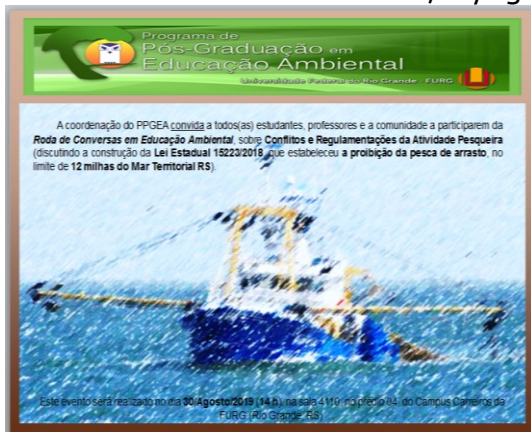 Programa de
Pós-Graduação em
Educação Ambiental
Universidade Federal do Rio Grande - FURG
A coordenação do PPGEA convida a todos(as) estudantes, professores e a comunidade a participarem da
Roda de Conversas em Educação Ambiental, sobre Conflitos e Regulamentações da Atividade Pesqueira
(discutindo a construção da Lei Estadual 15223/2018, que estabeleceu a proibição da pesca de arrasto, no
limite de 12 milhas do Mar Territorial RS).
Este evento será realizado no dia 30/Agosto/2019 (14 h), na sala 4110, no prédio 04, do Campus Carreiros da
FURG (Rio Grande, RS)